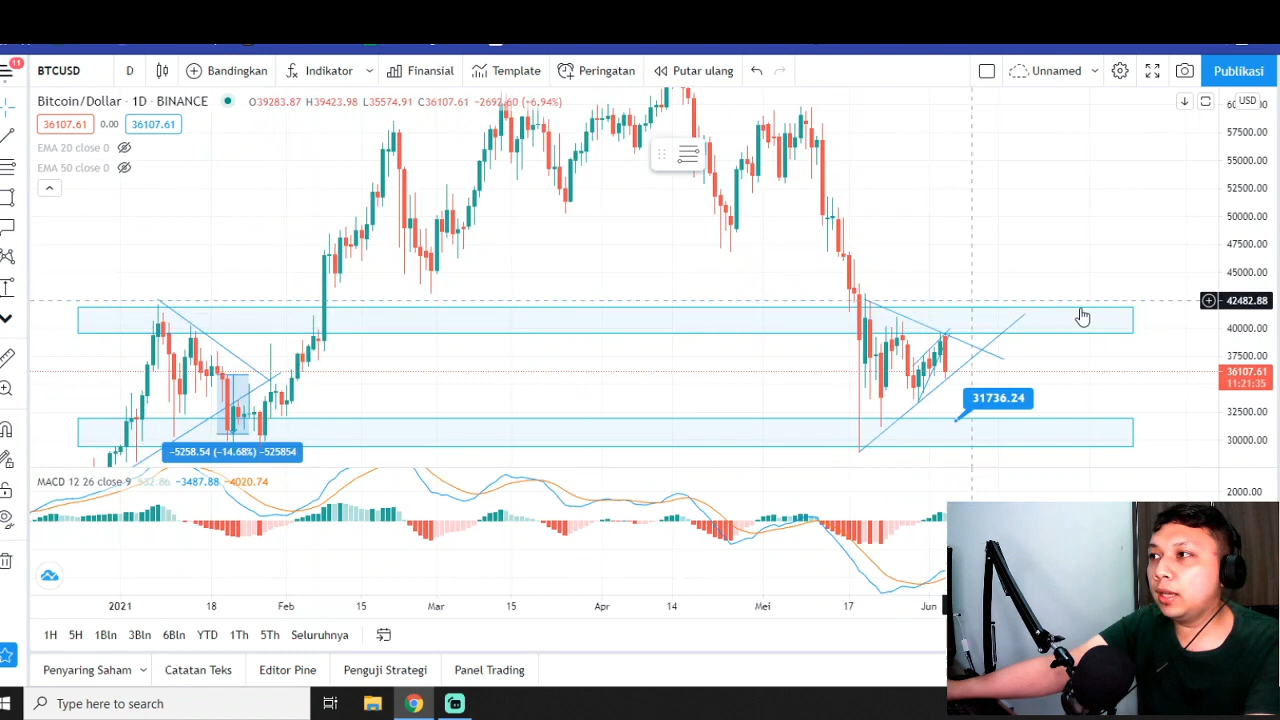 11
BTCUSD D Bandingkan Indikator Finansial Template Peringatan Putar ulang Unnamed Publikasi
Bitcoin/Dollar · 1D · BINANCE O39283.87 H39423.98 L35574.91 C36107.61 −2692.60 (−6.94%)
36107.61 0.00 36107.61
EMA 20 close 0
EMA 50 close 0
USD
57500.00
55000.00
52500.00
50000.00
47500.00
45000.00
42482.88
40000.00
37500.00
36107.61
11:21:35
31736.24
32500.00
30000.00
−5258.54 (−14.68%) −525854
MACD 12 26 close 9 −3487.88 −4020.74
2000.00
2021 18 Feb 15 Mar 15 Apr 14 Mei 17 Jun
1H 5H 1Bln 3Bln 6Bln YTD 1Th 5Th Seluruhnya
Penyaring Saham Catatan Teks Editor Pine Penguji Strategi Panel Trading
Type here to search